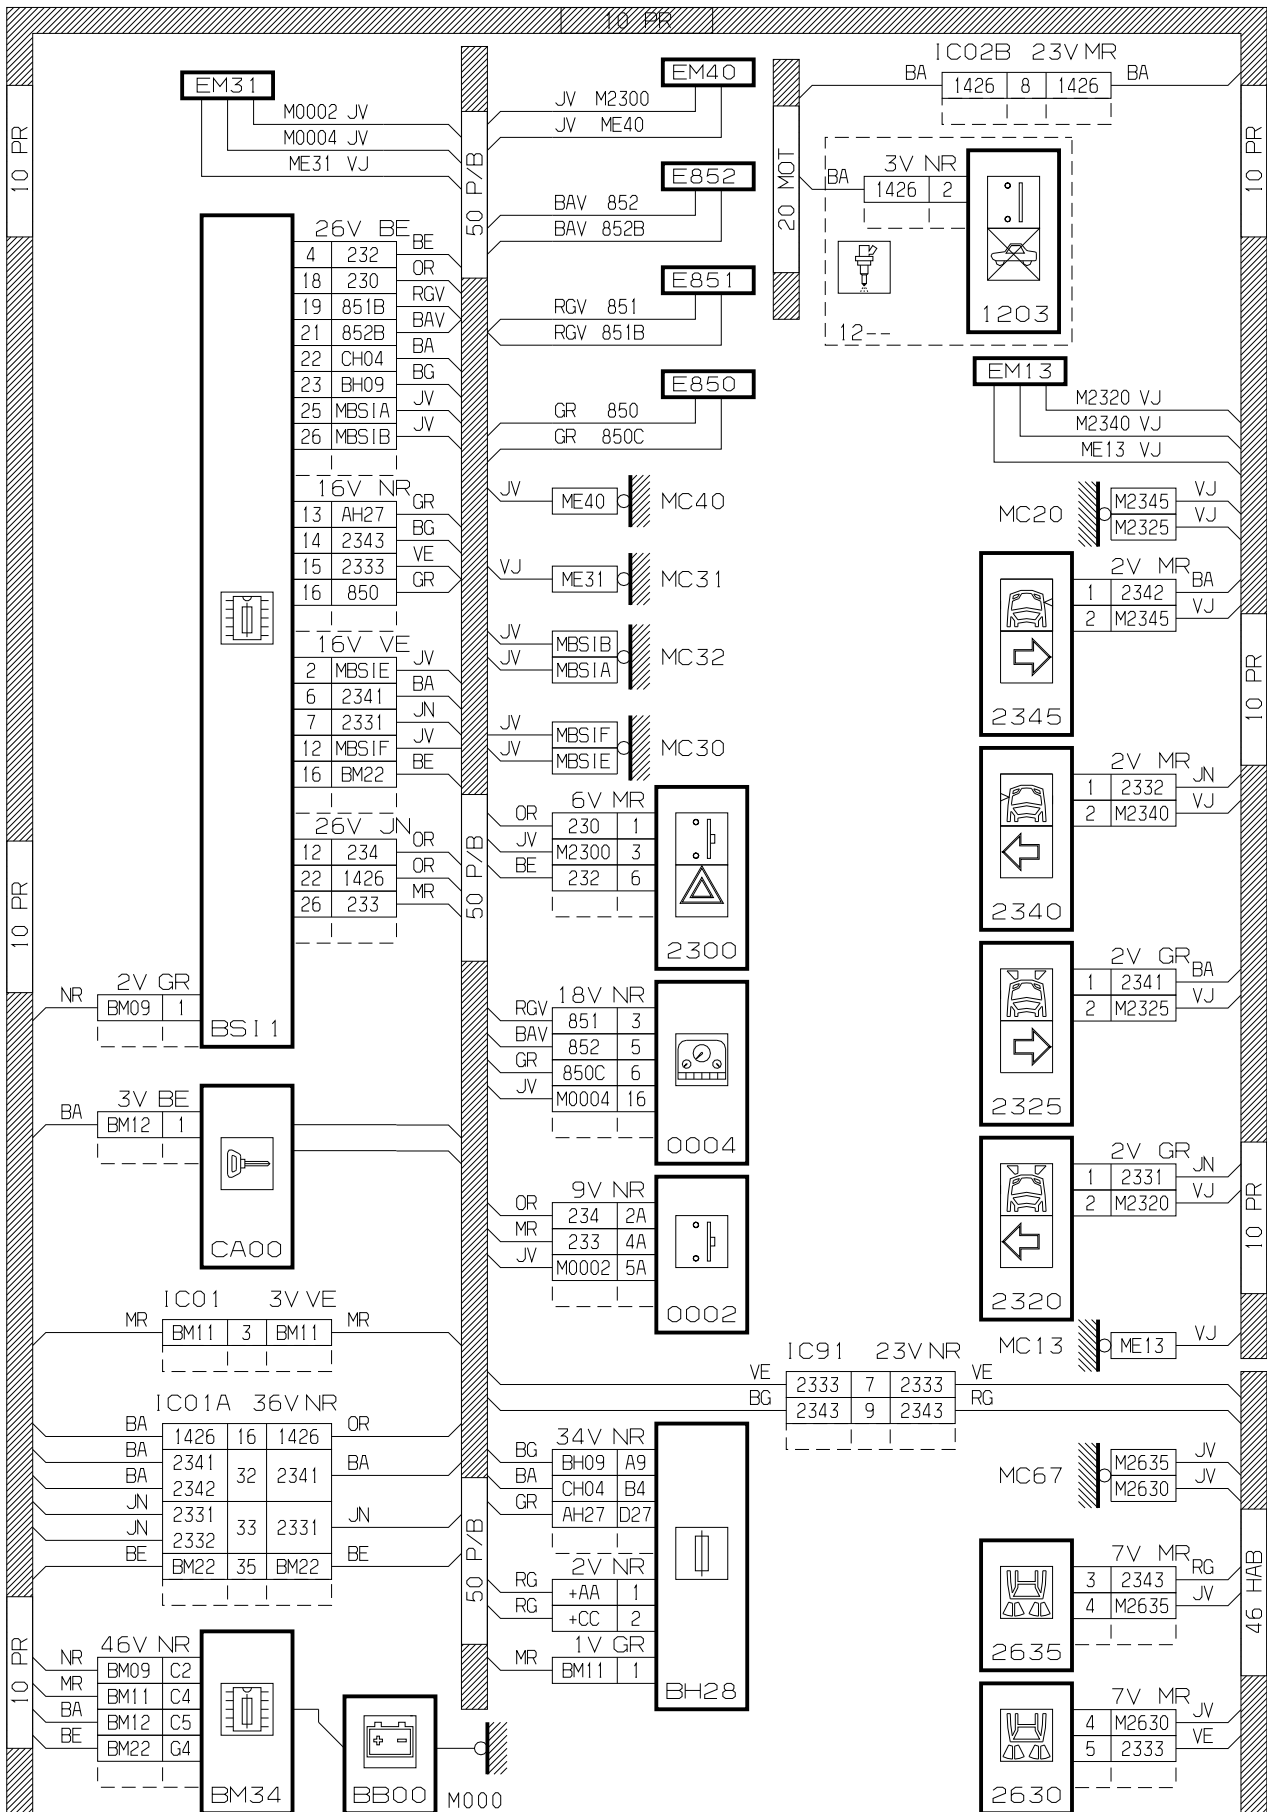 10 PR
EM31
M0002 JV
M0004 JV
ME31 VJ
10 PR
50 P/B
EM40
JV M2300
JV ME40
E852
BAV 852
BAV 852B
E851
RGV 851
RGV 851B
E850
GR 850
GR 850C
20 MOT
IC02B 23V MR
BA 1426 8 1426 BA
3V NR
BA 1426 2
1203
12--
10 PR
EM13
M2320 VJ
M2340 VJ
ME13 VJ
26V BE
4 232 BE
18 230 OR
19 851B RGV
21 852B BAV
22 CH04 BA
23 BH09 BG
25 MBSIA JV
26 MBSIB JV
16V NR
13 AH27 GR
14 2343 BG
15 2333 VE
16 850 GR
16V VE
2 MBSIE JV
6 2341 BA
7 2331 JN
12 MBSIF JV
16 BM22 BE
26V JN
12 234 OR
22 1426 OR
26 233 MR
2V GR
NR BM09 1
BSI1
10 PR
50 P/B
JV ME40 MC40
VJ ME31 MC31
JV MBSIB
JV MBSIA
MC32
JV MBSIF
JV MBSIE
MC30
6V MR
OR 230 1
JV M2300 3
BE 232 6
2300
18V NR
RGV 851 3
BAV 852 5
GR 850C 6
JV M0004 16
0004
9V NR
OR 234 2A
MR 233 4A
JV M0002 5A
0002
MC20
M2345 VJ
M2325 VJ
2V MR
1 2342 BA
2 M2345 VJ
2345
10 PR
2V MR
1 2332 JN
2 M2340 VJ
2340
2V GR
1 2341 BA
2 M2325 VJ
2325
2V GR
1 2331 JN
2 M2320 VJ
2320
10 PR
MC13 ME13 VJ
3V BE
BA BM12 1
CA00
IC01 3V VE
MR BM11 3 BM11 MR
IC01A 36V NR
BA 1426 16 1426 OR
BA 2341
BA 2342
32 2341 BA
JN 2331
JN 2332
33 2331 JN
BE BM22 35 BM22 BE
10 PR
46V NR
NR BM09 C2
MR BM11 C4
BA BM12 C5
BE BM22 G4
BM34
BB00
M000
50 P/B
IC91 23V NR
VE 2333 7 2333 VE
BG 2343 9 2343 RG
34V NR
BG BH09 A9
BA CH04 B4
GR AH27 D27
2V NR
RG +AA 1
RG +CC 2
1V GR
MR BM11 1
BH28
MC67
M2635 JV
M2630 JV
46 HAB
7V MR
3 2343 RG
4 M2635 JV
2635
7V MR
4 M2630 JV
5 2333 VE
2630